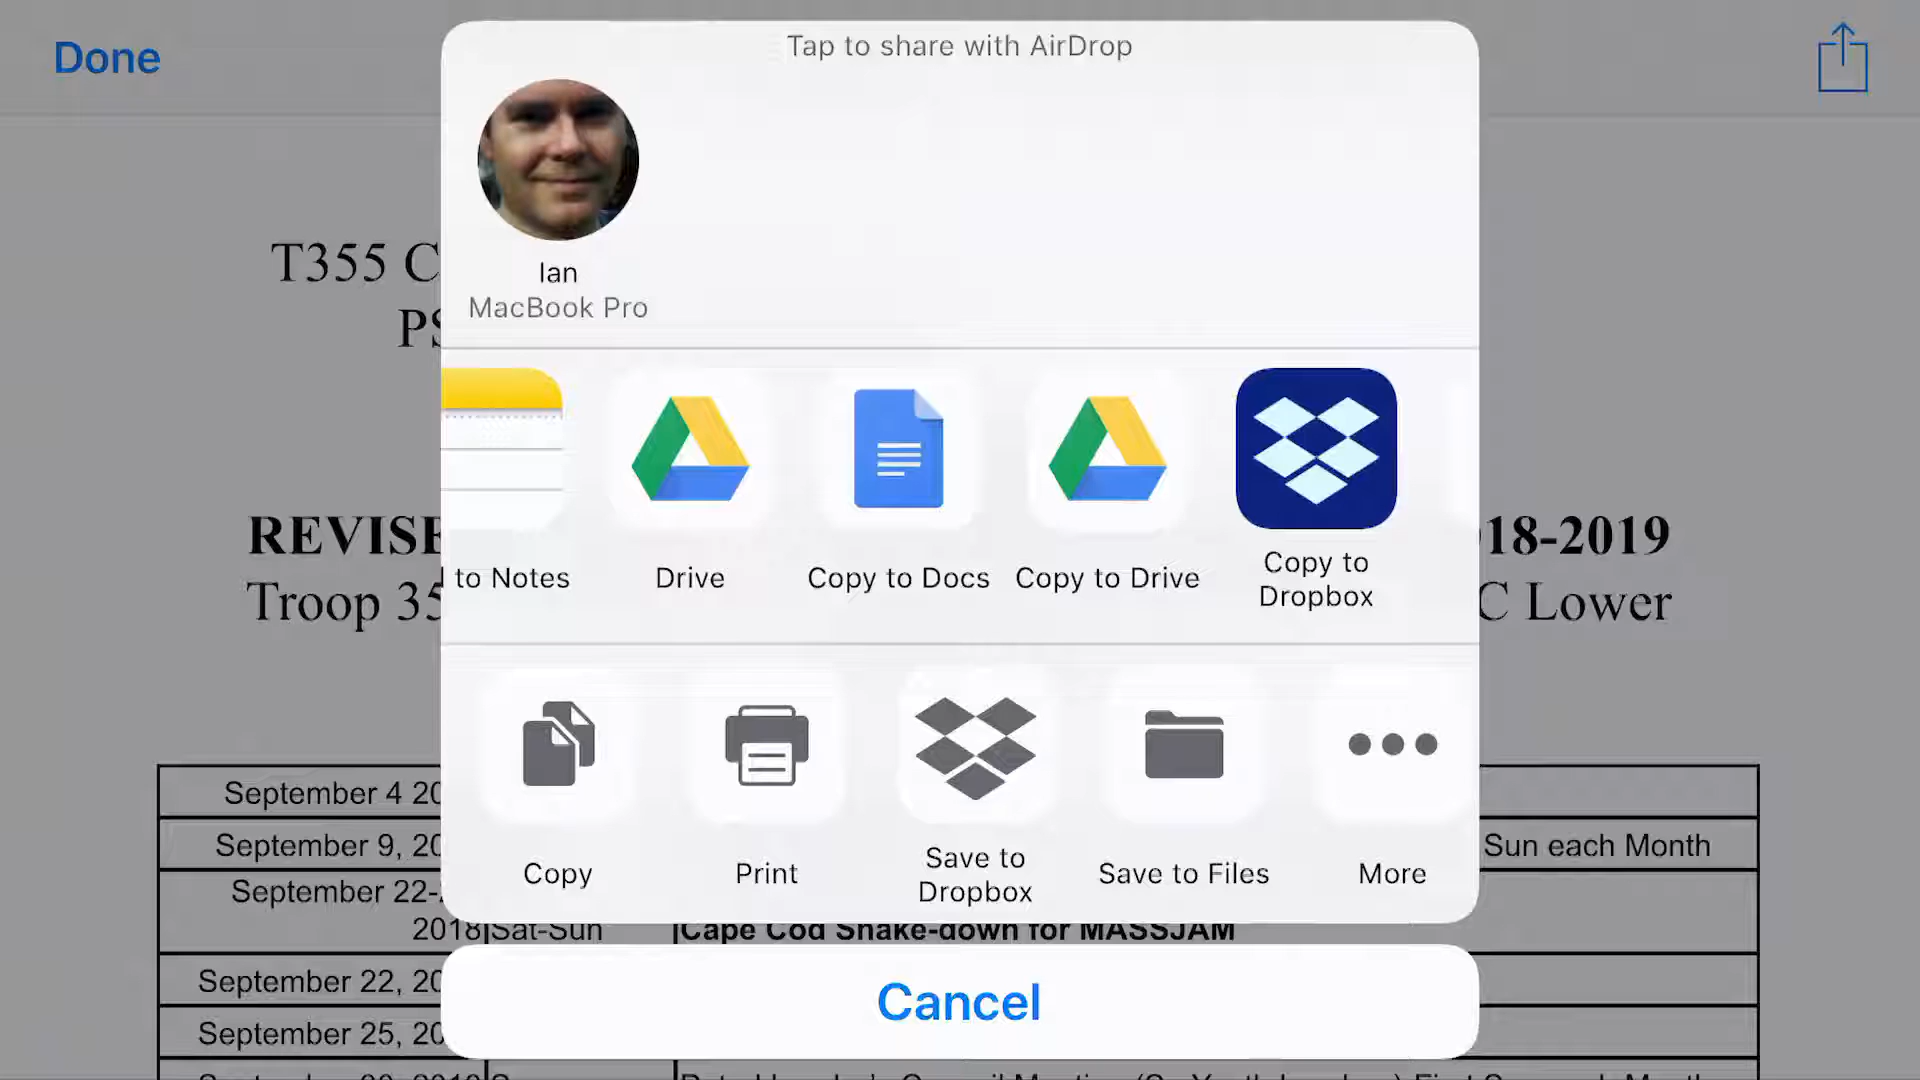 Done
Tap to share with AirDrop
Ian
MacBook Pro
T355 C
PS
to Notes
Drive
Copy to Docs
Copy to Drive
Copy to
Dropbox
REVISE
18-2019
Troop 35
C Lower
Copy
Print
Save to
Dropbox
Save to Files
More
September 4 20
September 9, 20
Sun each Month
September 22-
2018 Sat-Sun
Cape Cod Shake-down for MASSJAM
September 22, 20
September 25, 20
Cancel